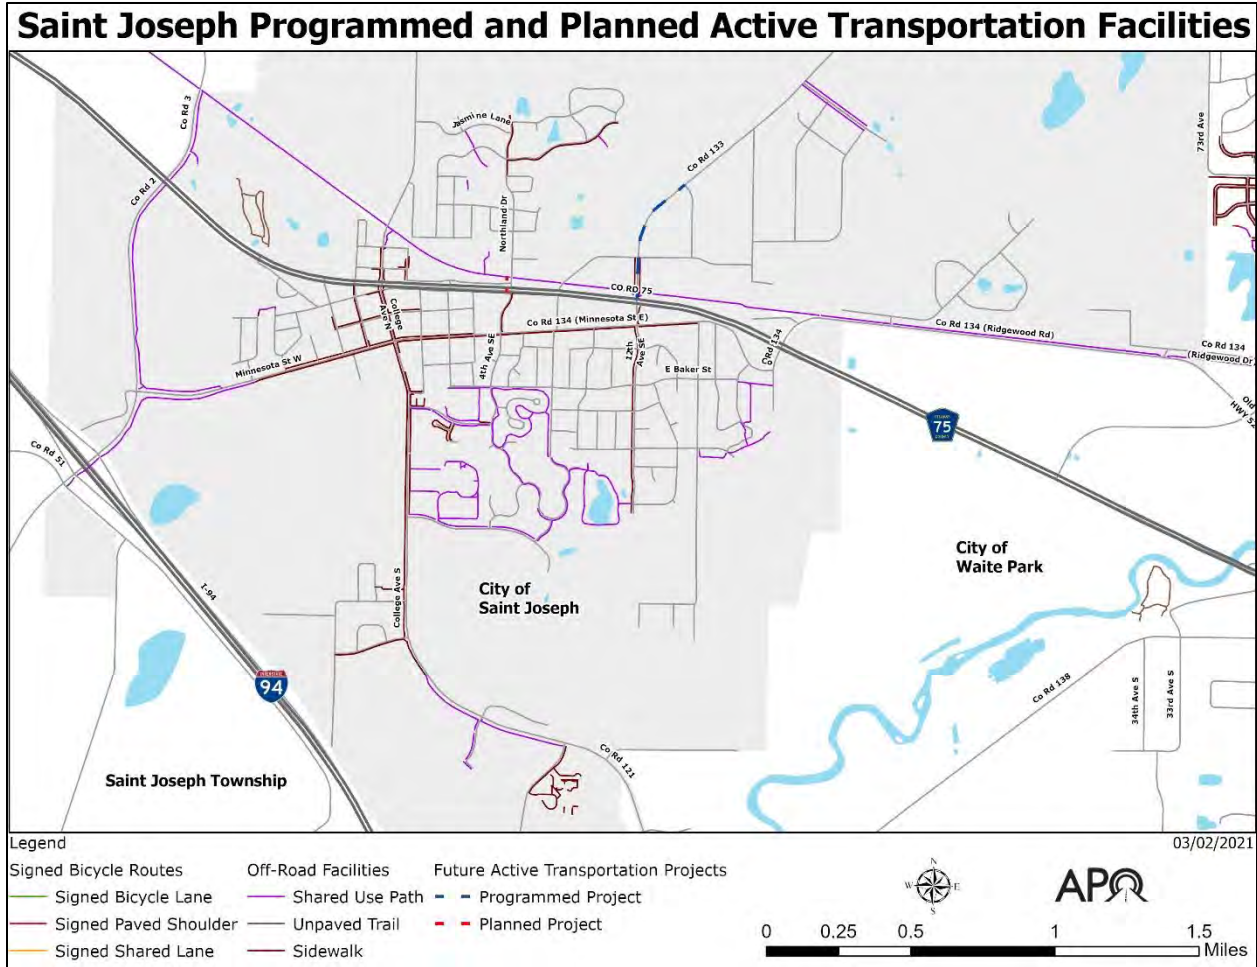 Saint Joseph Programmed and Planned Active Transportation Facilities
Co Rd 3
Jasmine Lane
73rd Ave
Co Rd 133
Co Rd 2
Northland Dr
CO RD 75
College
Ave N
Co Rd 134 (Minnesota St E)
Co Rd 134 (Ridgewood Rd)
Co Rd 134
(Ridgewood Dr
Co Rd 134
4th Ave SE
12th
Ave SE
Minnesota St W
E Baker St
Old
HWY 52
75
Co Rd 51
I-94
City of
Waite Park
City of
Saint Joseph
College Ave S
94
Co Rd 138
34th Ave S
33rd Ave S
Co Rd 121
Saint Joseph Township
Legend
03/02/2021
Signed Bicycle Routes
Signed Bicycle Lane
Signed Paved Shoulder
Signed Shared Lane
Off-Road Facilities
Shared Use Path
Unpaved Trail
Sidewalk
Future Active Transportation Projects
Programmed Project
Planned Project
N
W E
S
APO
0 0.25 0.5 1 1.5
Miles